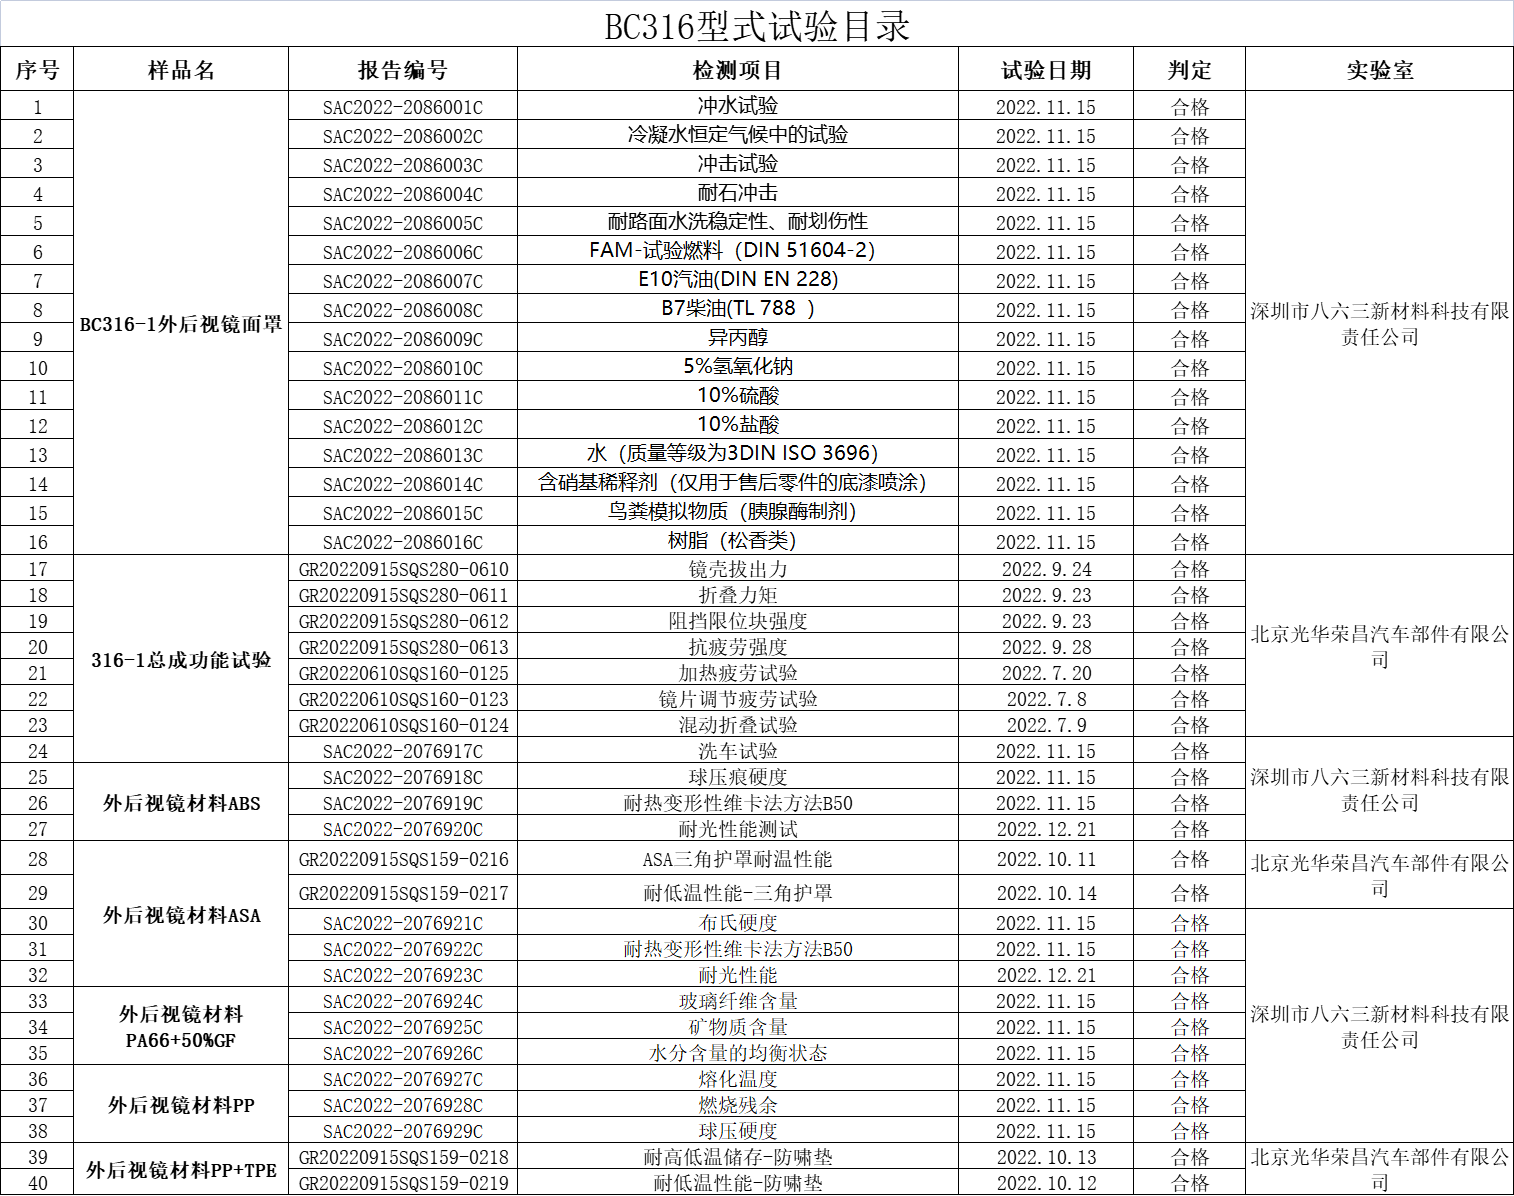 BC316型式试验目录
序号 样品名 报告编号 检测项目 试验日期 判定 实验室
1 BC316-1外后视镜面罩 SAC2022-2086001C 冲水试验 2022.11.15 合格 深圳市八六三新材料科技有限责任公司
2 SAC2022-2086002C 冷凝水恒定气候中的试验 2022.11.15 合格
3 SAC2022-2086003C 冲击试验 2022.11.15 合格
4 SAC2022-2086004C 耐石冲击 2022.11.15 合格
5 SAC2022-2086005C 耐路面水洗稳定性、耐划伤性 2022.11.15 合格
6 SAC2022-2086006C FAM-试验燃料（DIN 51604-2） 2022.11.15 合格
7 SAC2022-2086007C E10汽油(DIN EN 228) 2022.11.15 合格
8 SAC2022-2086008C B7柴油(TL 788 ) 2022.11.15 合格
9 SAC2022-2086009C 异丙醇 2022.11.15 合格
10 SAC2022-2086010C 5%氢氧化钠 2022.11.15 合格
11 SAC2022-2086011C 10%硫酸 2022.11.15 合格
12 SAC2022-2086012C 10%盐酸 2022.11.15 合格
13 SAC2022-2086013C 水（质量等级为3DIN ISO 3696） 2022.11.15 合格
14 SAC2022-2086014C 含硝基稀释剂（仅用于售后零件的底漆喷涂） 2022.11.15 合格
15 SAC2022-2086015C 鸟粪模拟物质（胰腺酶制剂） 2022.11.15 合格
16 SAC2022-2086016C 树脂（松香类） 2022.11.15 合格
17 316-1总成功能试验 GR20220915SQS280-0610 镜壳拔出力 2022.9.24 合格 北京光华荣昌汽车部件有限公司
18 GR20220915SQS280-0611 折叠力矩 2022.9.23 合格
19 GR20220915SQS280-0612 阻挡限位块强度 2022.9.23 合格
20 GR20220915SQS280-0613 抗疲劳强度 2022.9.28 合格
21 GR20220610SQS160-0125 加热疲劳试验 2022.7.20 合格
22 GR20220610SQS160-0123 镜片调节疲劳试验 2022.7.8 合格
23 GR20220610SQS160-0124 混动折叠试验 2022.7.9 合格
24 SAC2022-2076917C 洗车试验 2022.11.15 合格 深圳市八六三新材料科技有限责任公司
25 外后视镜材料ABS SAC2022-2076918C 球压痕硬度 2022.11.15 合格
26 SAC2022-2076919C 耐热变形性维卡法方法B50 2022.11.15 合格
27 SAC2022-2076920C 耐光性能测试 2022.12.21 合格
28 外后视镜材料ASA GR20220915SQS159-0216 ASA三角护罩耐温性能 2022.10.11 合格 北京光华荣昌汽车部件有限公司
29 GR20220915SQS159-0217 耐低温性能-三角护罩 2022.10.14 合格
30 SAC2022-2076921C 布氏硬度 2022.11.15 合格 深圳市八六三新材料科技有限责任公司
31 SAC2022-2076922C 耐热变形性维卡法方法B50 2022.11.15 合格
32 SAC2022-2076923C 耐光性能 2022.12.21 合格
33 外后视镜材料PA66+50%GF SAC2022-2076924C 玻璃纤维含量 2022.11.15 合格
34 SAC2022-2076925C 矿物质含量 2022.11.15 合格
35 SAC2022-2076926C 水分含量的均衡状态 2022.11.15 合格
36 外后视镜材料PP SAC2022-2076927C 熔化温度 2022.11.15 合格
37 SAC2022-2076928C 燃烧残余 2022.11.15 合格
38 SAC2022-2076929C 球压硬度 2022.11.15 合格
39 外后视镜材料PP+TPE GR20220915SQS159-0218 耐高低温储存-防啸垫 2022.10.13 合格 北京光华荣昌汽车部件有限公司
40 GR20220915SQS159-0219 耐低温性能-防啸垫 2022.10.12 合格